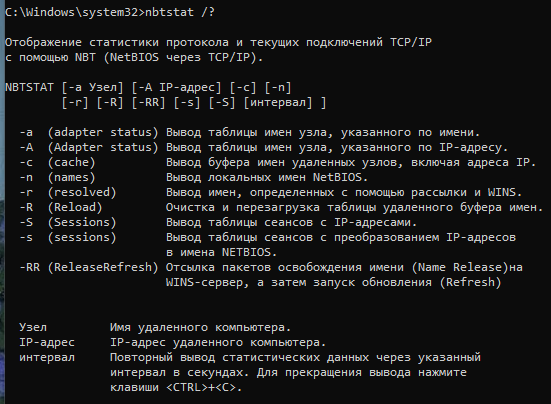 C:\Windows\system32>nbtstat /?
Отображение статистики протокола и текущих подключений TCP/IP
с помощью NBT (NetBIOS через TCP/IP).
NBTSTAT [-a Узел] [-A IP-адрес] [-c] [-n]
[-r] [-R] [-RR] [-s] [-S] [интервал] ]
-a (adapter status) Вывод таблицы имен узла, указанного по имени.
-A (Adapter status) Вывод таблицы имен узла, указанного по IP-адресу.
-c (cache) Вывод буфера имен удаленных узлов, включая адреса IP.
-n (names) Вывод локальных имен NetBIOS.
-r (resolved) Вывод имен, определенных с помощью рассылки и WINS.
-R (Reload) Очистка и перезагрузка таблицы удаленного буфера имен.
-S (Sessions) Вывод таблицы сеансов с IP-адресами.
-s (sessions) Вывод таблицы сеансов с преобразованием IP-адресов
в имена NETBIOS.
-RR (ReleaseRefresh) Отсылка пакетов освобождения имени (Name Release)на
WINS-сервер, а затем запуск обновления (Refresh)
Узел Имя удаленного компьютера.
IP-адрес IP-адрес удаленного компьютера.
интервал Повторный вывод статистических данных через указанный
интервал в секундах. Для прекращения вывода нажмите
клавиши <CTRL>+<C>.